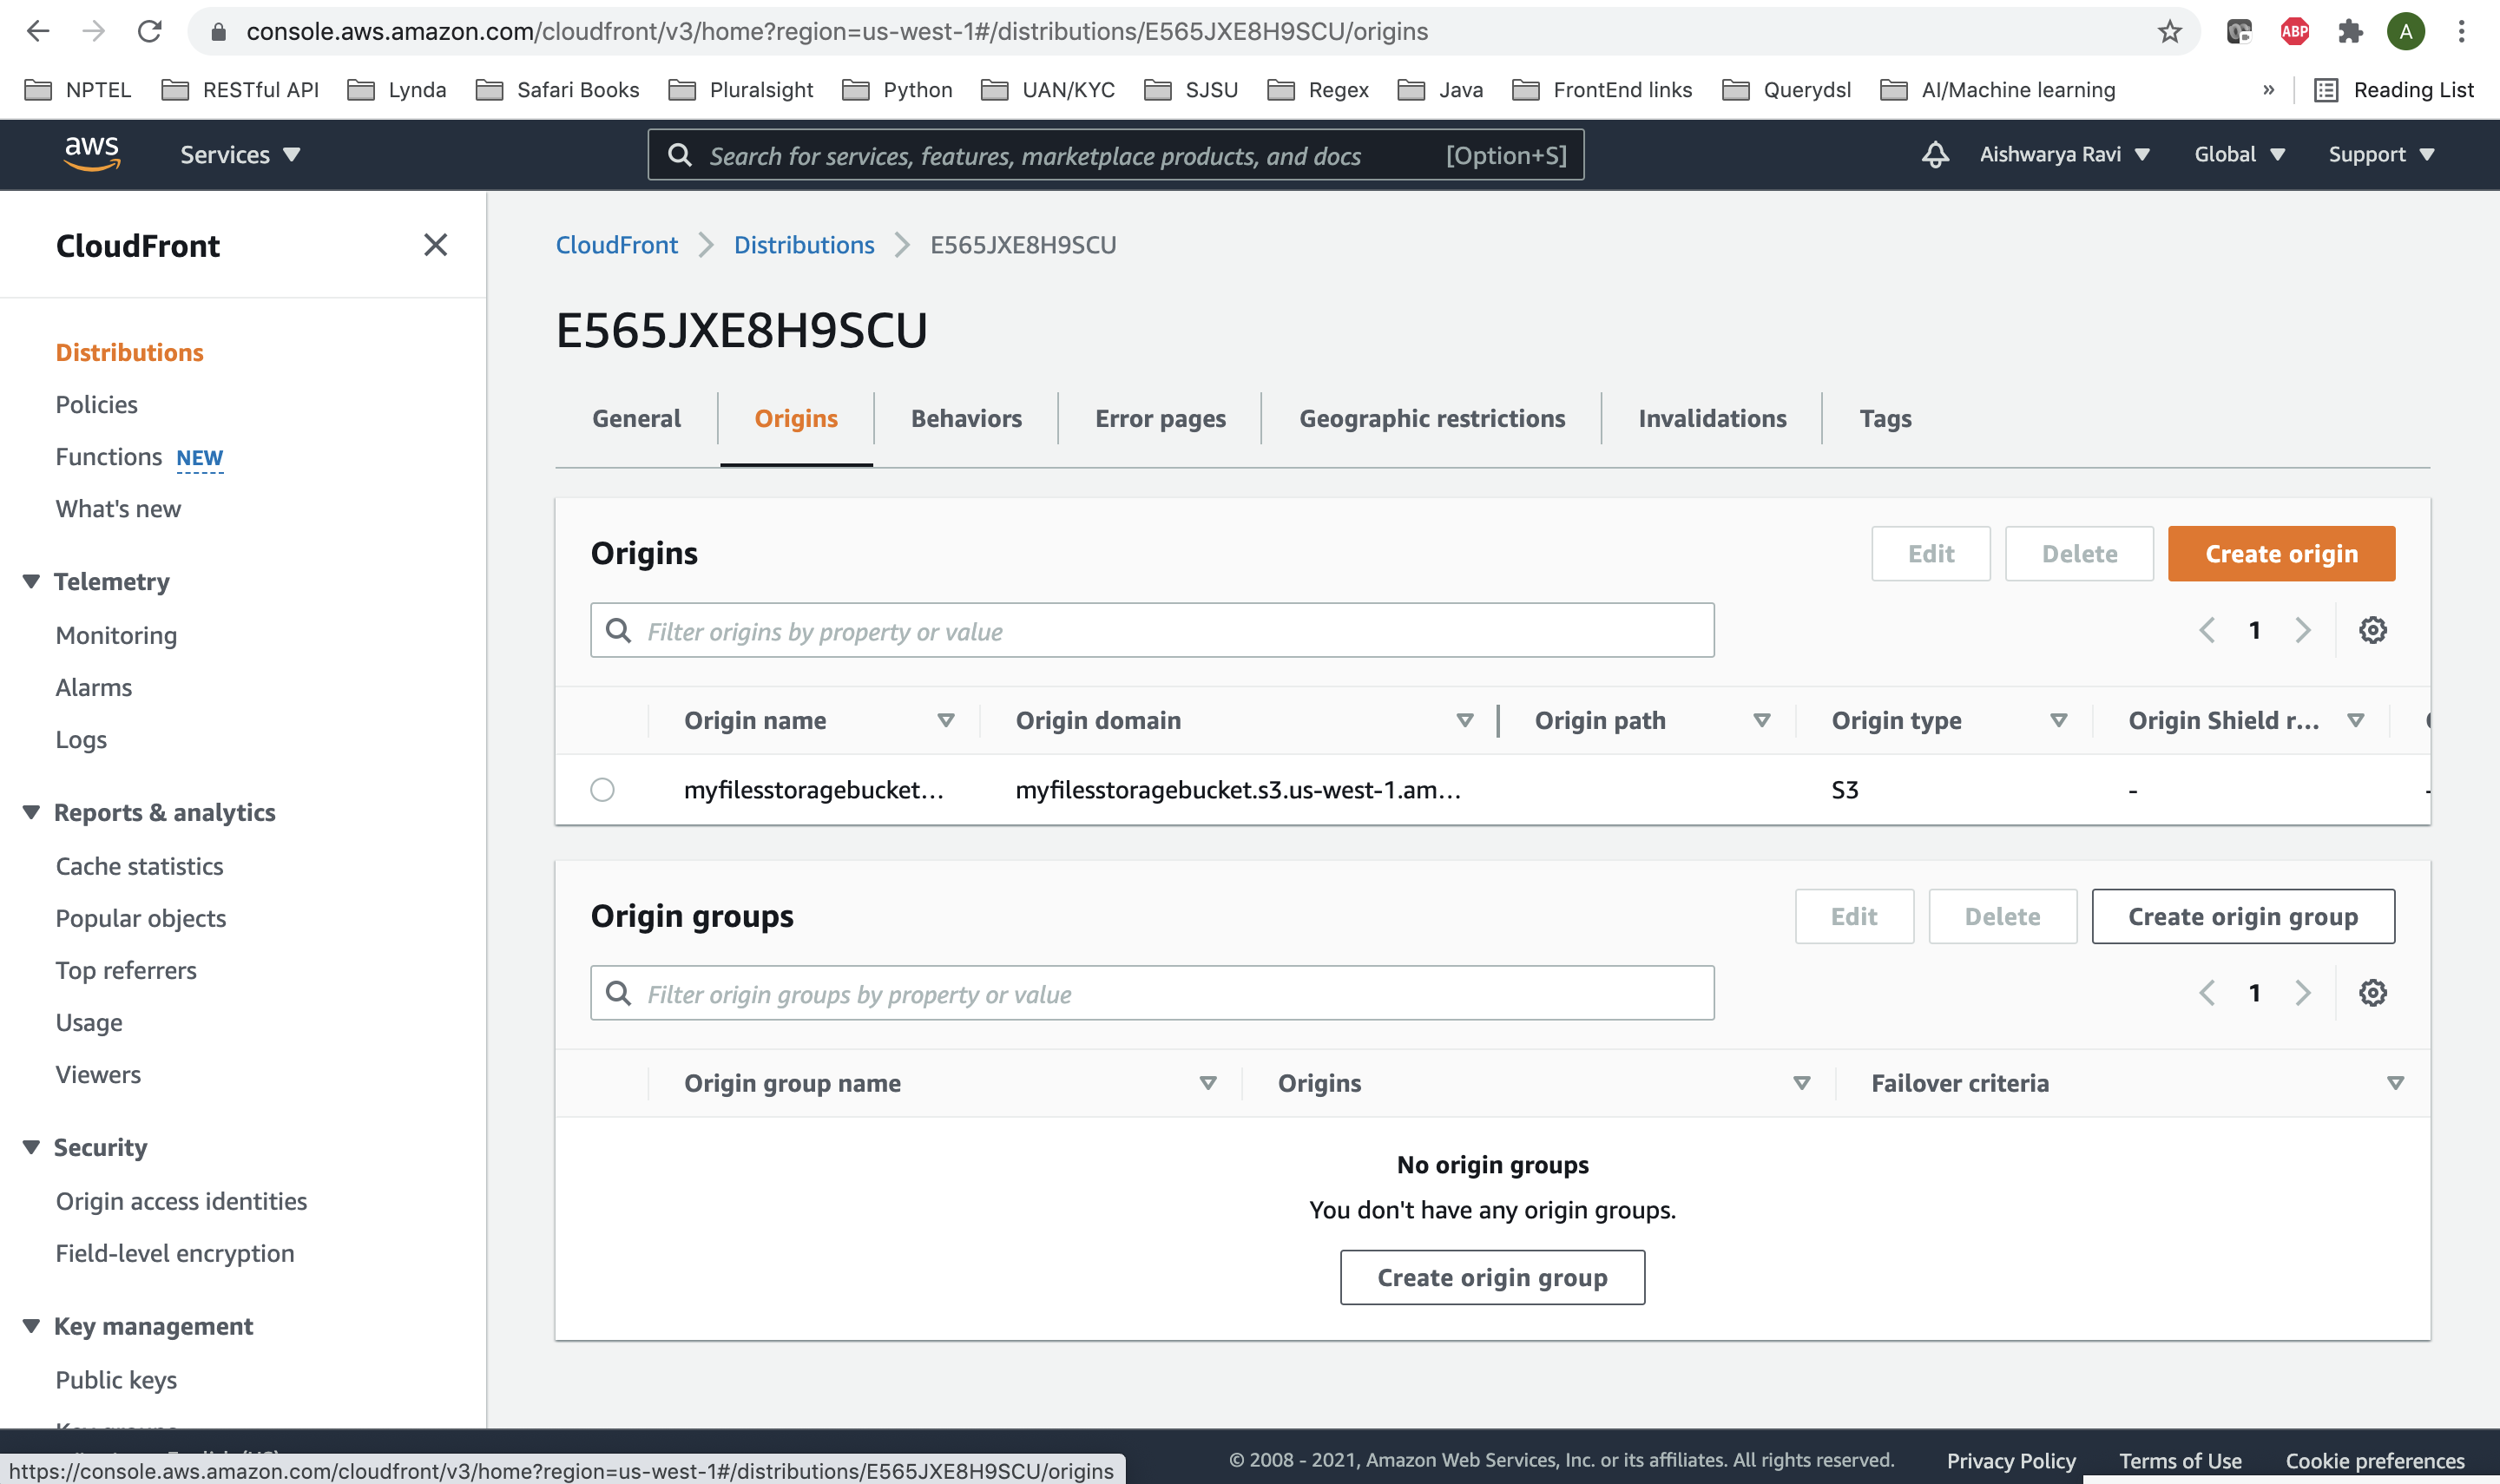 console.aws.amazon.com/cloudfront/v3/home?region=us-west-1#/distributions/E565JXE8H9SCU/origins
ABP
A
NPTEL RESTful API Lynda Safari Books Pluralsight Python UAN/KYC SJSU Regex Java FrontEnd links Querydsl AI/Machine learning » Reading List
aws Services Search for services, features, marketplace products, and docs [Option+S] Aishwarya Ravi Global Support
CloudFront
Distributions
Policies
Functions NEW
What's new
Telemetry
Monitoring
Alarms
Logs
Reports & analytics
Cache statistics
Popular objects
Top referrers
Usage
Viewers
Security
Origin access identities
Field-level encryption
Key management
Public keys
CloudFront Distributions E565JXE8H9SCU
E565JXE8H9SCU
General Origins Behaviors Error pages Geographic restrictions Invalidations Tags
Origins Edit Delete Create origin
Filter origins by property or value 1
Origin name Origin domain Origin path Origin type Origin Shield r...
myfilesstoragebucket... myfilesstoragebucket.s3.us-west-1.am... S3 - -
Origin groups Edit Delete Create origin group
Filter origin groups by property or value 1
Origin group name Origins Failover criteria
No origin groups
You don't have any origin groups.
Create origin group
© 2008 - 2021, Amazon Web Services, Inc. or its affiliates. All rights reserved. Privacy Policy Terms of Use Cookie preferences
https://console.aws.amazon.com/cloudfront/v3/home?region=us-west-1#/distributions/E565JXE8H9SCU/origins